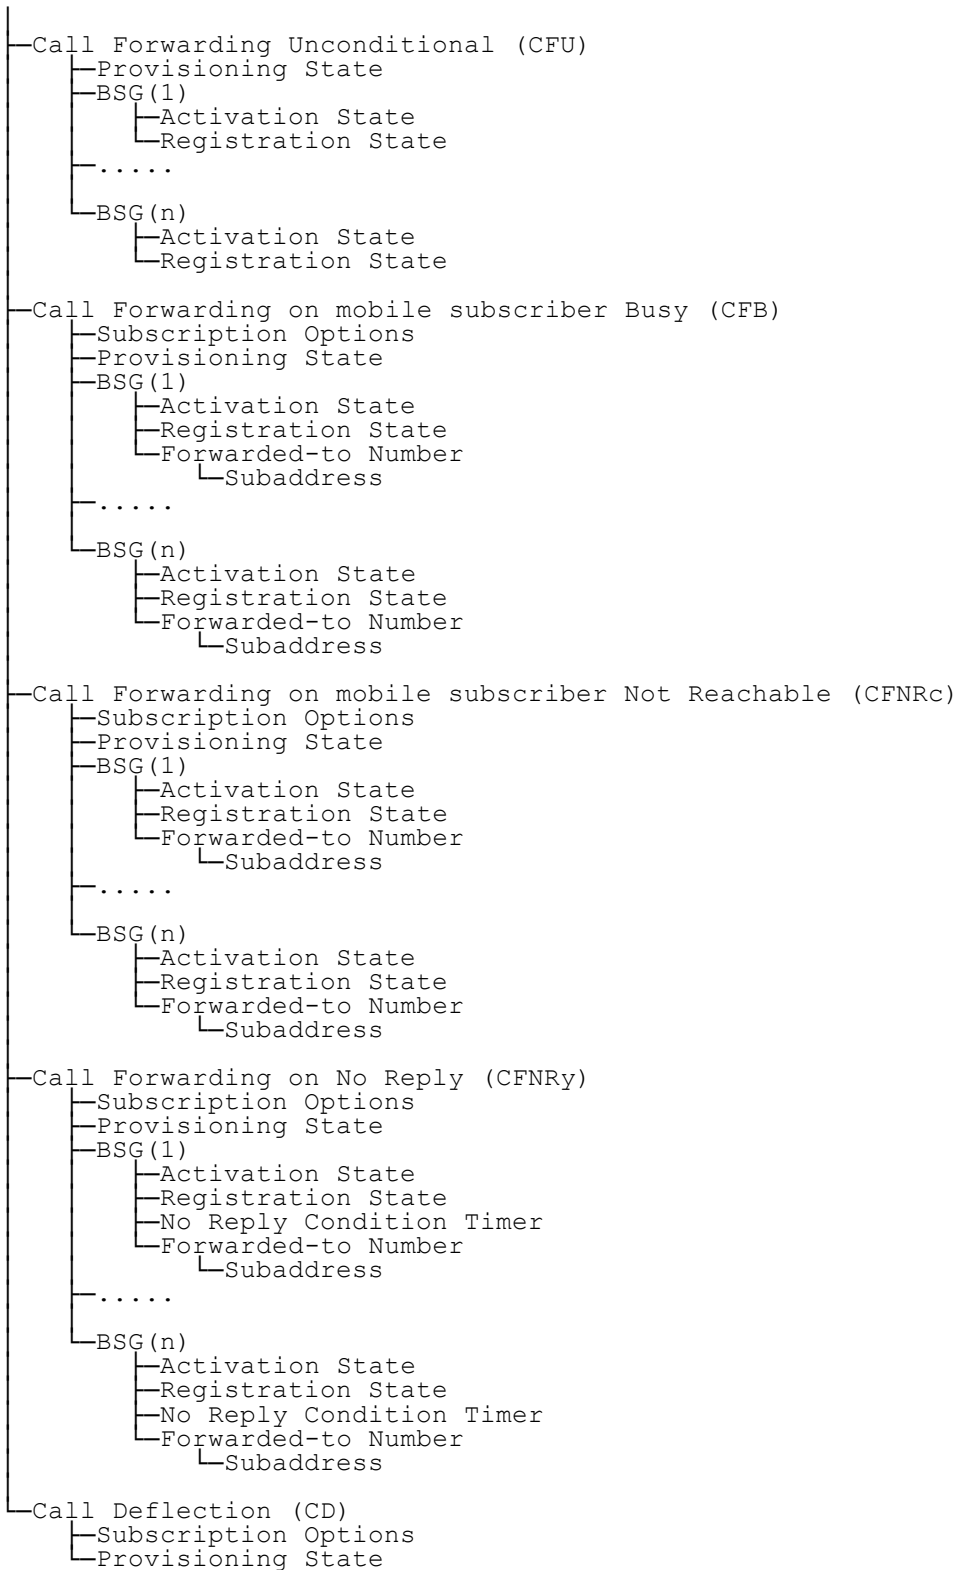 Call Forwarding Unconditional (CFU)
Provisioning State
BSG(1)
Activation State
Registration State
.....
BSG(n)
Activation State
Registration State
Call Forwarding on mobile subscriber Busy (CFB)
Subscription Options
Provisioning State
BSG(1)
Activation State
Registration State
Forwarded-to Number
Subaddress
.....
BSG(n)
Activation State
Registration State
Forwarded-to Number
Subaddress
Call Forwarding on mobile subscriber Not Reachable (CFNRc)
Subscription Options
Provisioning State
BSG(1)
Activation State
Registration State
Forwarded-to Number
Subaddress
.....
BSG(n)
Activation State
Registration State
Forwarded-to Number
Subaddress
Call Forwarding on No Reply (CFNRy)
Subscription Options
Provisioning State
BSG(1)
Activation State
Registration State
No Reply Condition Timer
Forwarded-to Number
Subaddress
.....
BSG(n)
Activation State
Registration State
No Reply Condition Timer
Forwarded-to Number
Subaddress
Call Deflection (CD)
Subscription Options
Provisioning State